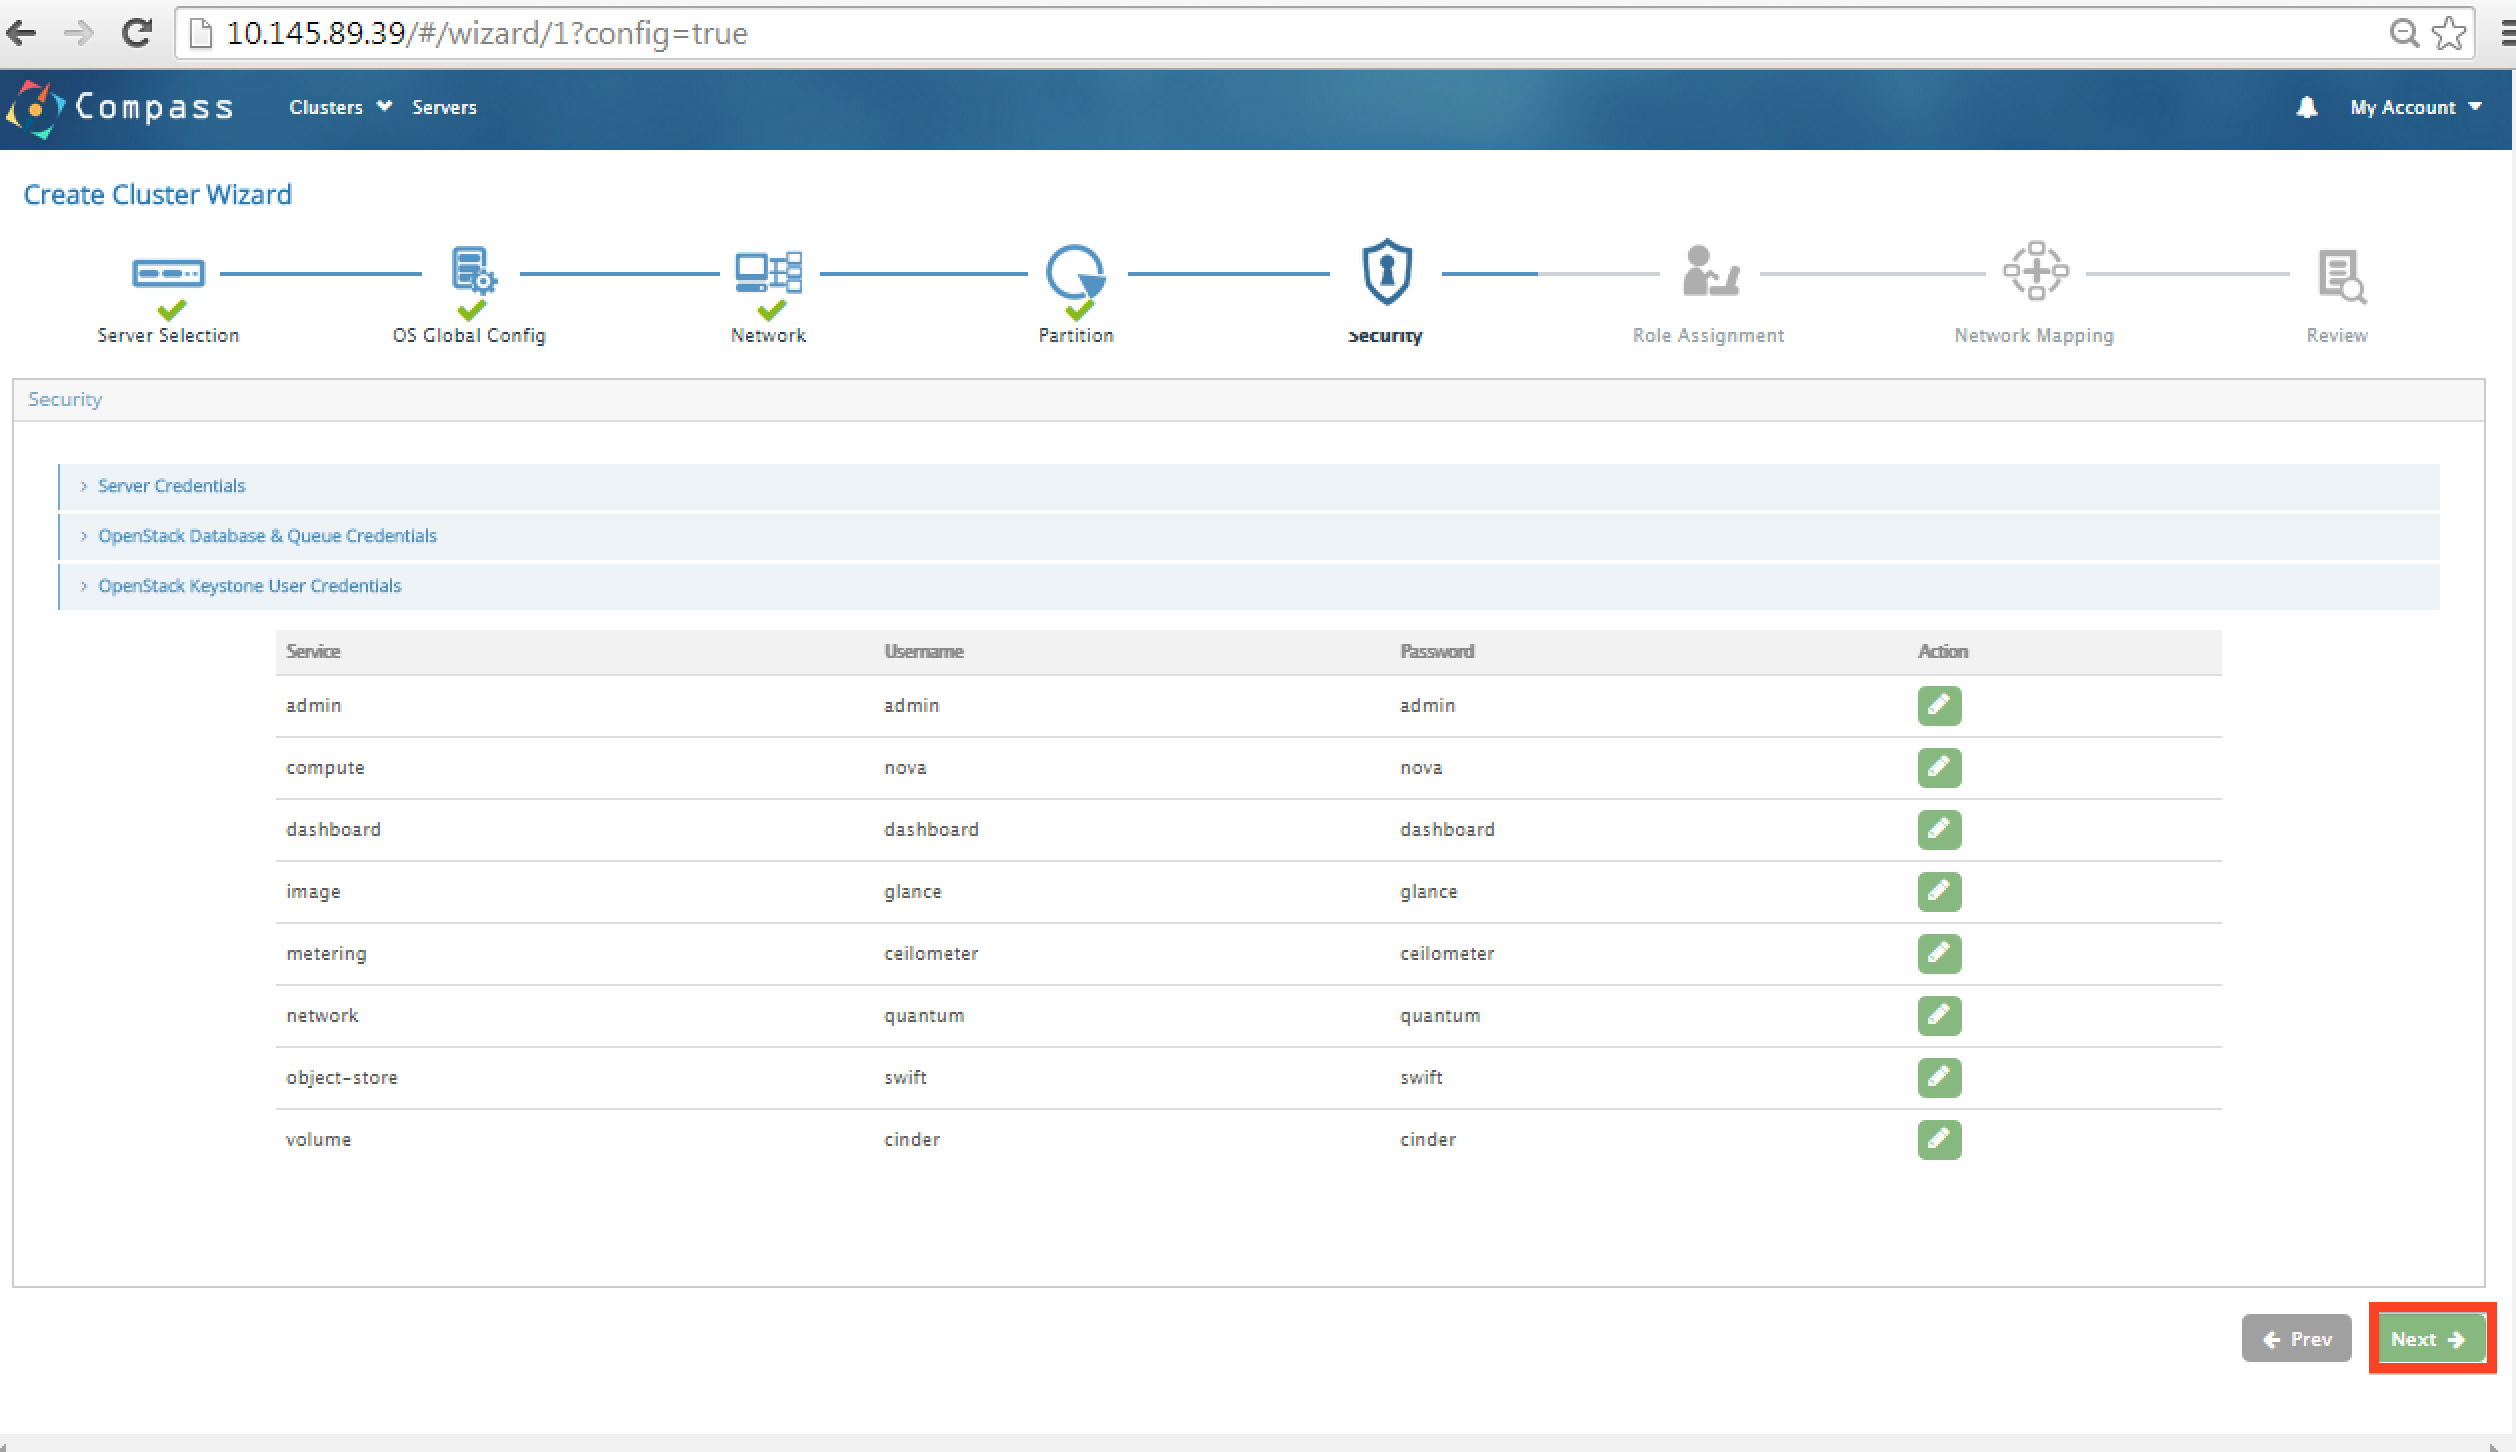 10.145.89.39/#/wizard/1?config=true
Compass Clusters Servers My Account
Create Cluster Wizard
Server Selection OS Global Config Network Partition Security Role Assignment Network Mapping Review
Security
Server Credentials
OpenStack Database & Queue Credentials
OpenStack Keystone User Credentials
Service Username Password Action
admin admin admin
compute nova nova
dashboard dashboard dashboard
image glance glance
metering ceilometer ceilometer
network quantum quantum
object-store swift swift
volume cinder cinder
Prev Next